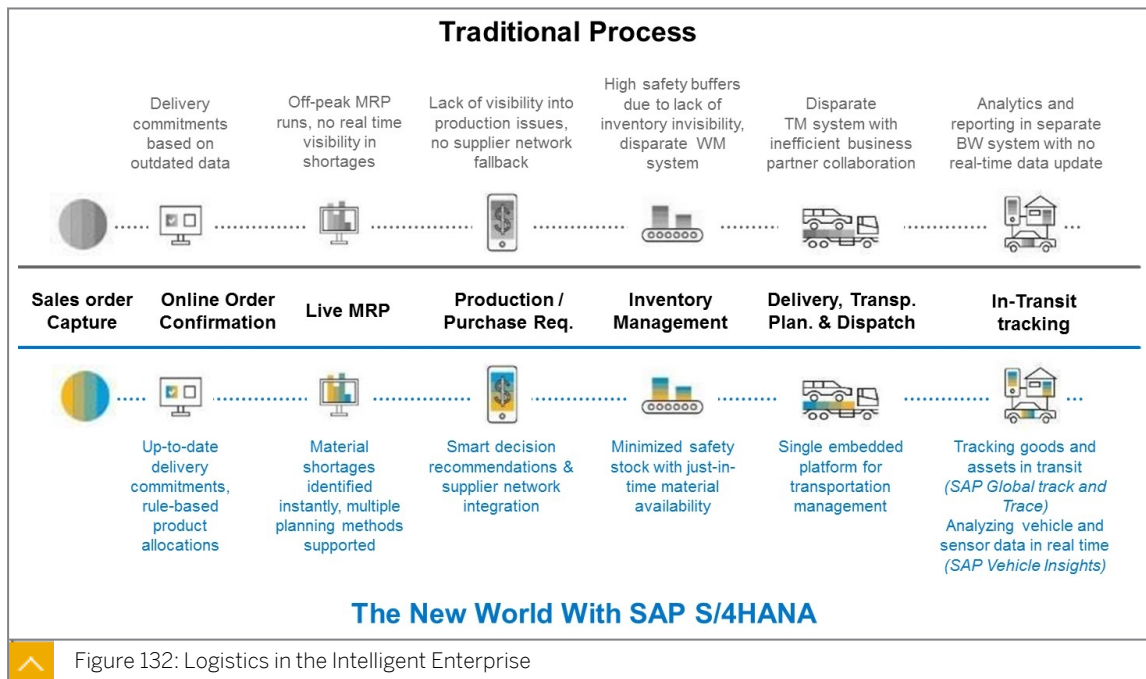 Traditional Process
Delivery
commitments
based on
outdated data
Off-peak MRP
runs, no real time
visibility in
shortages
Lack of visibility into
production issues,
no supplier network
fallback
High safety buffers
due to lack of
inventory invisibility,
disparate WM
system
Disparate
TM system with
inefficient business
partner collaboration
Analytics and
reporting in separate
BW system with no
real-time data update
$
Sales order
Capture
Online Order
Confirmation
Live MRP
Production /
Purchase Req.
Inventory
Management
Delivery, Transp.
Plan. & Dispatch
In-Transit
tracking
$
Up-to-date
delivery
commitments,
rule-based
product
allocations
Material
shortages
identified
instantly, multiple
planning methods
supported
Smart decision
recommendations &
supplier network
integration
Minimized safety
stock with just-in-
time material
availability
Single embedded
platform for
transportation
management
Tracking goods and
assets in transit
(SAP Global track and
Trace)
Analyzing vehicle and
sensor data in real time
(SAP Vehicle Insights)
The New World With SAP S/4HANA
Figure 132: Logistics in the Intelligent Enterprise